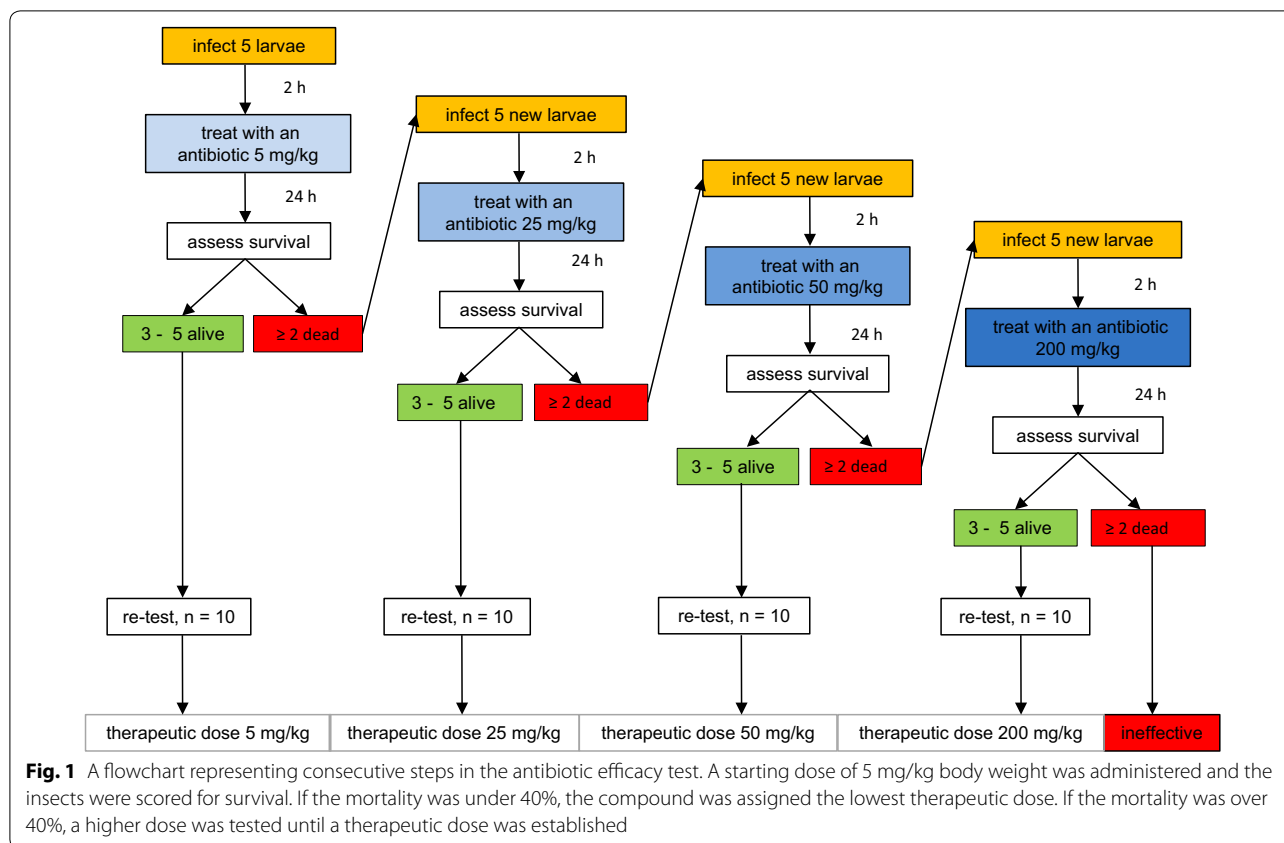 infect 5 larvae
2 h
treat with an
antibiotic 5 mg/kg
24 h
assess survival
3 - 5 alive
≥ 2 dead
re-test, n = 10
therapeutic dose 5 mg/kg
infect 5 new larvae
2 h
treat with an
antibiotic 25 mg/kg
24 h
assess survival
3 - 5 alive
≥ 2 dead
re-test, n = 10
therapeutic dose 25 mg/kg
infect 5 new larvae
2 h
treat with an
antibiotic 50 mg/kg
24 h
assess survival
3 - 5 alive
≥ 2 dead
re-test, n = 10
therapeutic dose 50 mg/kg
infect 5 new larvae
2 h
treat with an antibiotic
200 mg/kg
24 h
assess survival
3 - 5 alive
≥ 2 dead
re-test, n = 10
therapeutic dose 200 mg/kg
ineffective
Fig. 1 A flowchart representing consecutive steps in the antibiotic efficacy test. A starting dose of 5 mg/kg body weight was administered and the
insects were scored for survival. If the mortality was under 40%, the compound was assigned the lowest therapeutic dose. If the mortality was over
40%, a higher dose was tested until a therapeutic dose was established